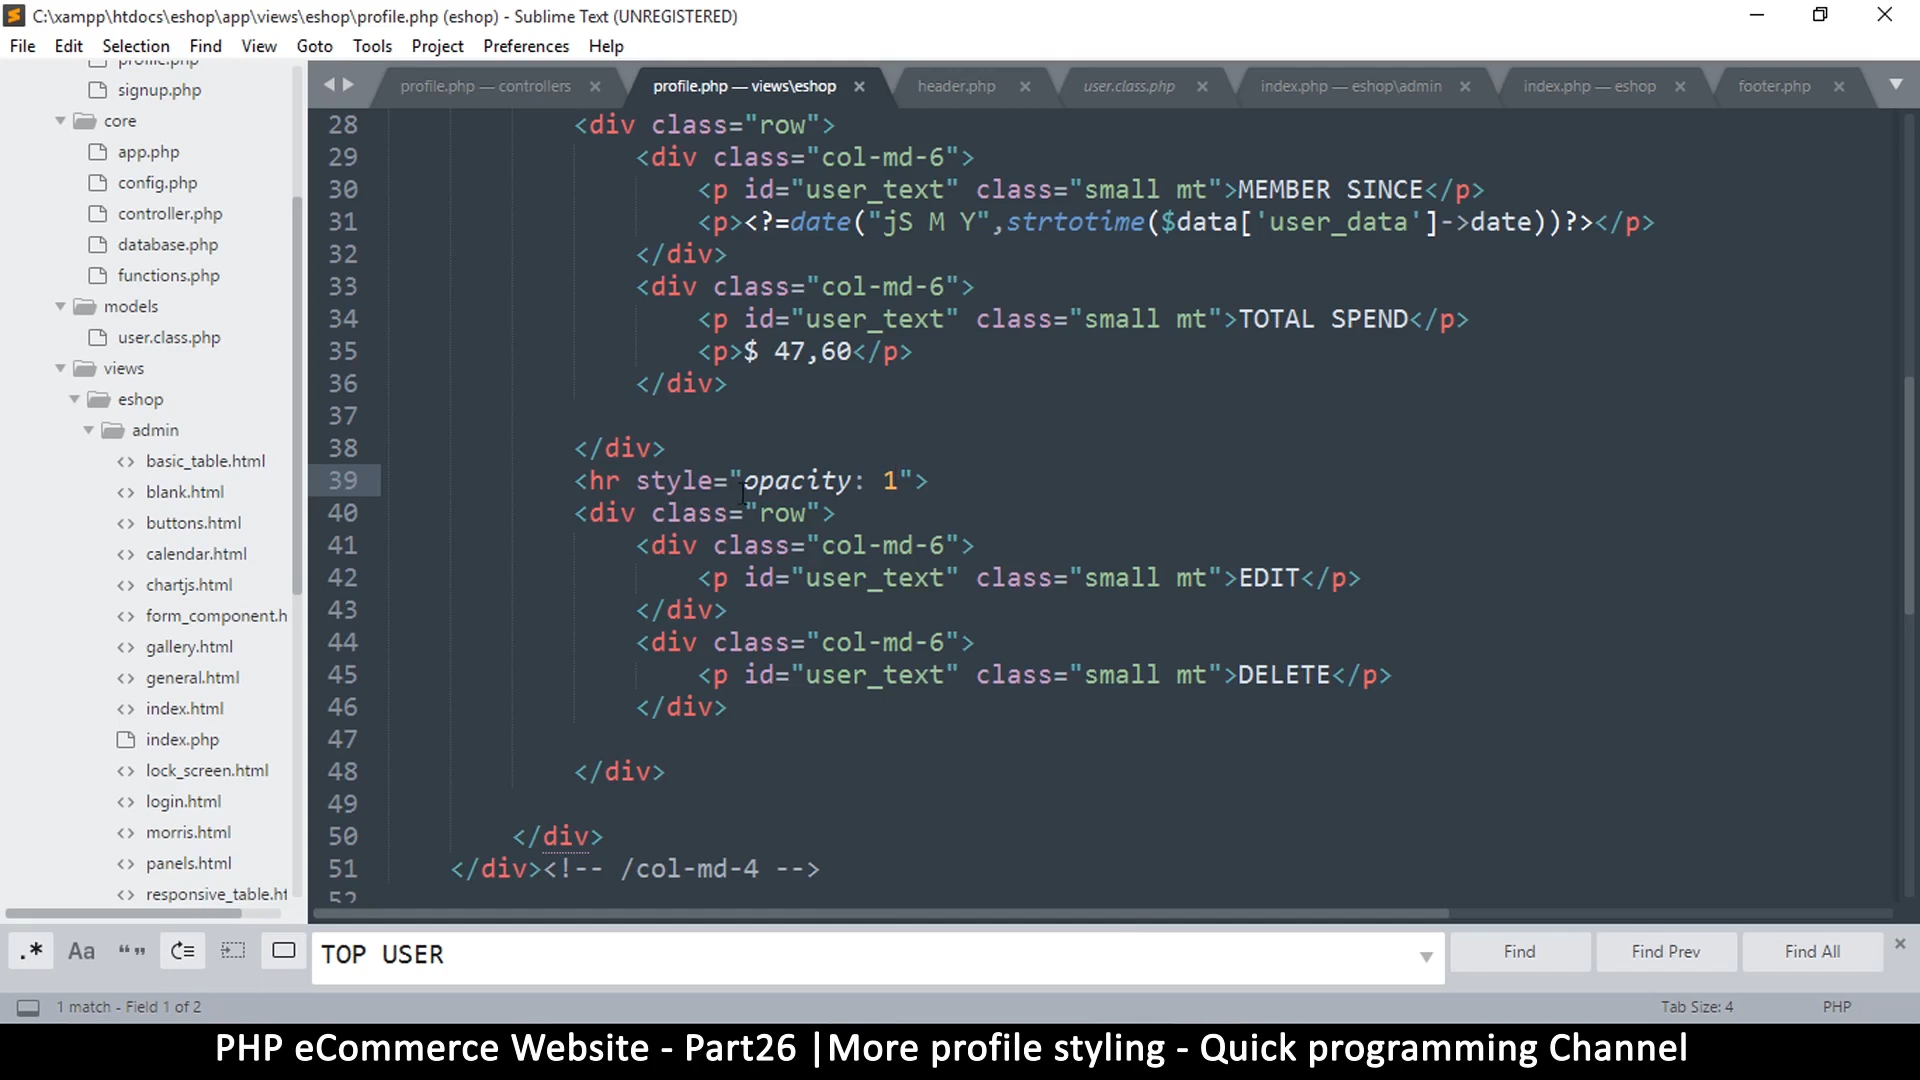 C:\xampp\htdocs\eshop\app\views\eshop\profile.php (eshop) - Sublime Text (UNREGISTERED)
File Edit Selection Find View Goto Tools Project Preferences Help
profile.php
signup.php
core
app.php
config.php
controller.php
database.php
functions.php
models
user.class.php
views
eshop
admin
basic_table.html
blank.html
buttons.html
calendar.html
chartjs.html
form_component.h
gallery.html
general.html
index.html
index.php
lock_screen.html
login.html
morris.html
panels.html
responsive_table.ht
profile.php — controllers × profile.php — views\eshop × header.php × user.class.php × index.php — eshop\admin × index.php — eshop × footer.php ×
28 <div class="row">
29 <div class="col-md-6">
30 <p id="user_text" class="small mt">MEMBER SINCE</p>
31 <p><?=date("jS M Y",strtotime($data['user_data']->date))?></p>
32 </div>
33 <div class="col-md-6">
34 <p id="user_text" class="small mt">TOTAL SPEND</p>
35 <p>$ 47,60</p>
36 </div>
37
38 </div>
39 <hr style="opacity: 1">
40 <div class="row">
41 <div class="col-md-6">
42 <p id="user_text" class="small mt">EDIT</p>
43 </div>
44 <div class="col-md-6">
45 <p id="user_text" class="small mt">DELETE</p>
46 </div>
47
48 </div>
49
50 </div>
51 </div><!-- /col-md-4 -->
52
.* Aa “ ” TOP USER Find Find Prev Find All ×
1 match - Field 1 of 2 Tab Size: 4 PHP
PHP eCommerce Website - Part26 |More profile styling - Quick programming Channel